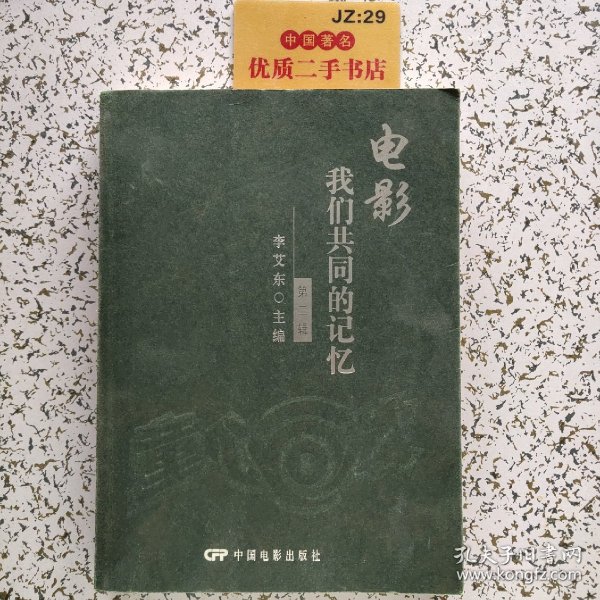 JZ:29
中国著名
优质二手书店
电影
我们共同的记忆
第二辑
李艾东○主编
CFP 中国电影出版社
孔夫子旧书网
www.kongfz.com